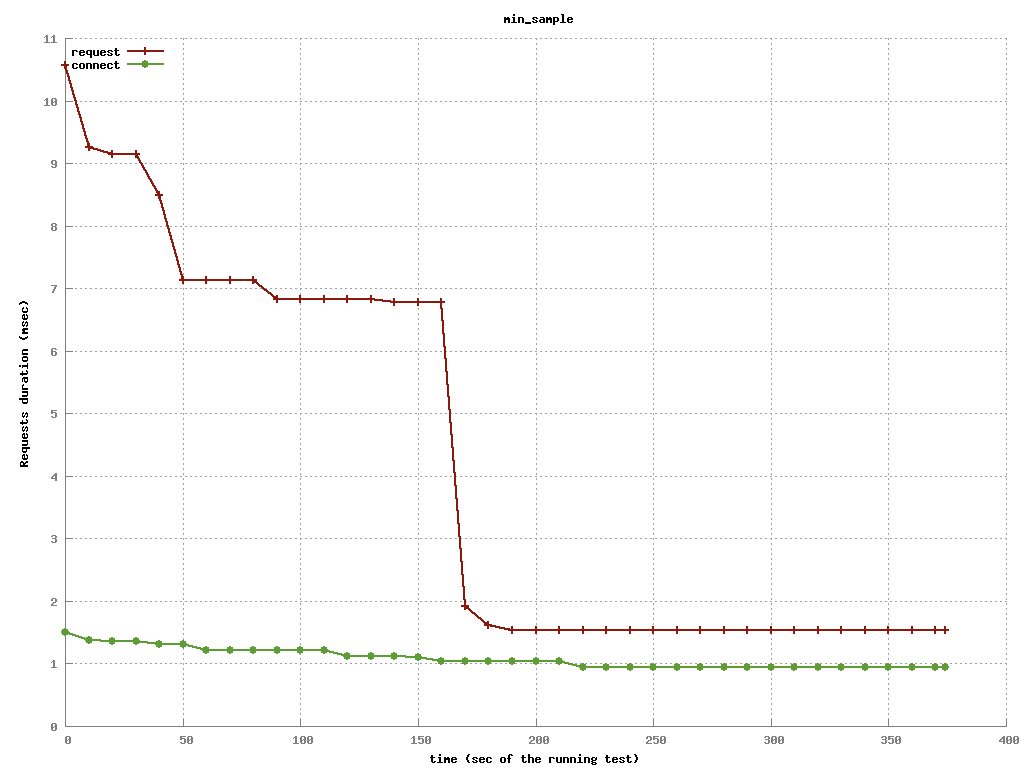 min_sample
request
connect
11
10
9
8
7
6
5
4
3
2
1
0
Requests duration (msec)
0 50 100 150 200 250 300 350 400
time (sec of the running test)